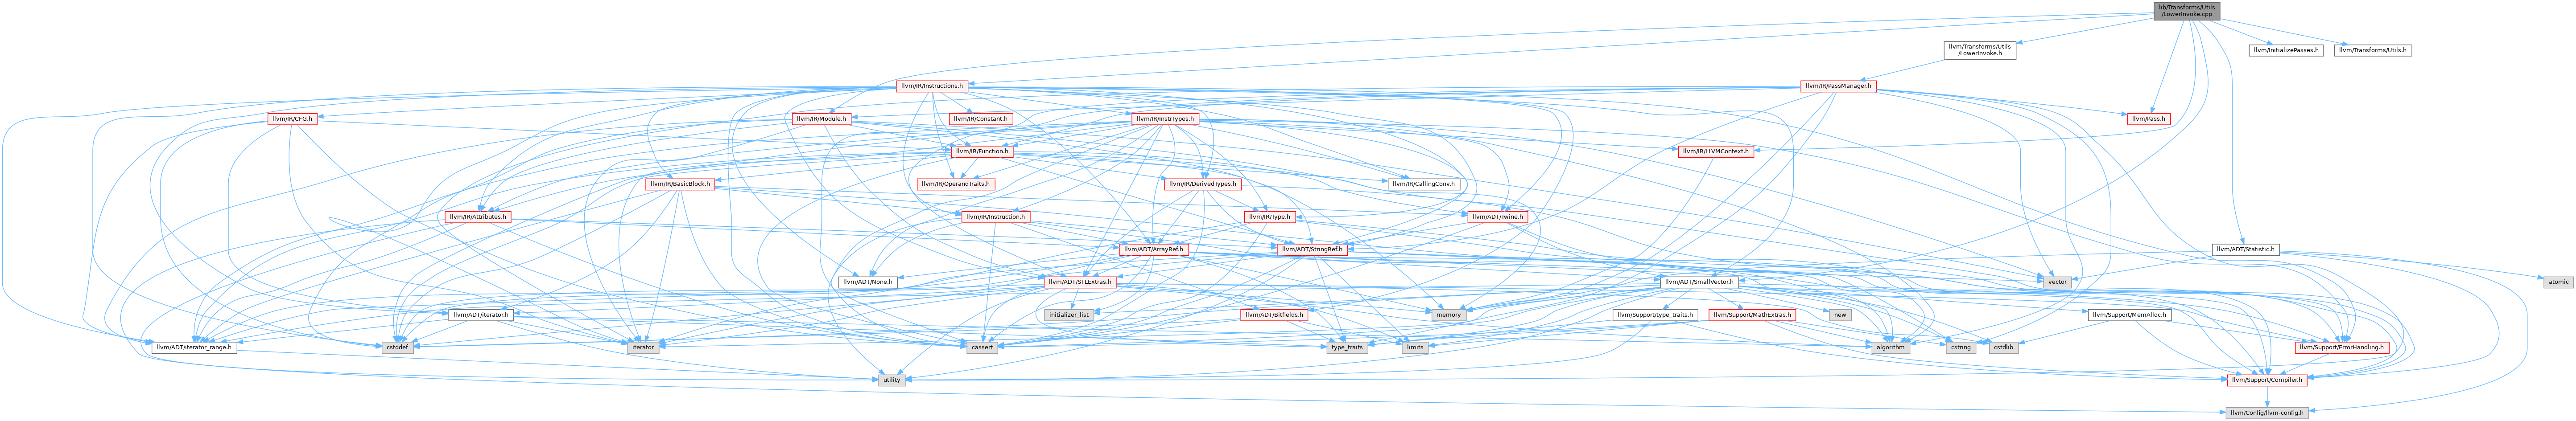 lib/Transforms/Utils
/LowerInvoke.cpp
llvm/Transforms/Utils
/LowerInvoke.h
llvm/InitializePasses.h
llvm/Transforms/Utils.h
llvm/IR/Instructions.h
llvm/IR/PassManager.h
llvm/IR/CFG.h
llvm/IR/Module.h
llvm/IR/Constant.h
llvm/IR/InstrTypes.h
llvm/Pass.h
llvm/IR/Function.h
llvm/IR/LLVMContext.h
llvm/IR/BasicBlock.h
llvm/IR/OperandTraits.h
llvm/IR/DerivedTypes.h
llvm/IR/CallingConv.h
llvm/IR/Attributes.h
llvm/IR/Instruction.h
llvm/IR/Type.h
llvm/ADT/Twine.h
llvm/ADT/ArrayRef.h
llvm/ADT/StringRef.h
llvm/ADT/Statistic.h
llvm/ADT/None.h
llvm/ADT/STLExtras.h
llvm/ADT/SmallVector.h
vector
atomic
llvm/ADT/iterator.h
initializer_list
llvm/ADT/Bitfields.h
memory
llvm/Support/type_traits.h
llvm/Support/MathExtras.h
new
llvm/Support/MemAlloc.h
llvm/ADT/iterator_range.h
cstddef
iterator
cassert
type_traits
limits
algorithm
cstring
cstdlib
llvm/Support/ErrorHandling.h
utility
llvm/Support/Compiler.h
llvm/Config/llvm-config.h